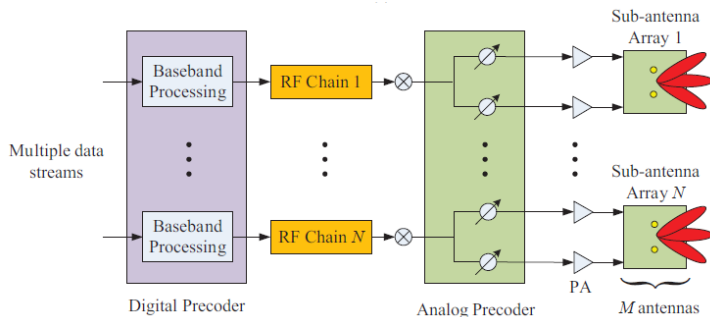 Sub-antenna
Array 1
Baseband
Processing
RF Chain 1
Multiple data
streams
Sub-antenna
Array N
Baseband
Processing
RF Chain N
PA
Digital Precoder
Analog Precoder
M antennas